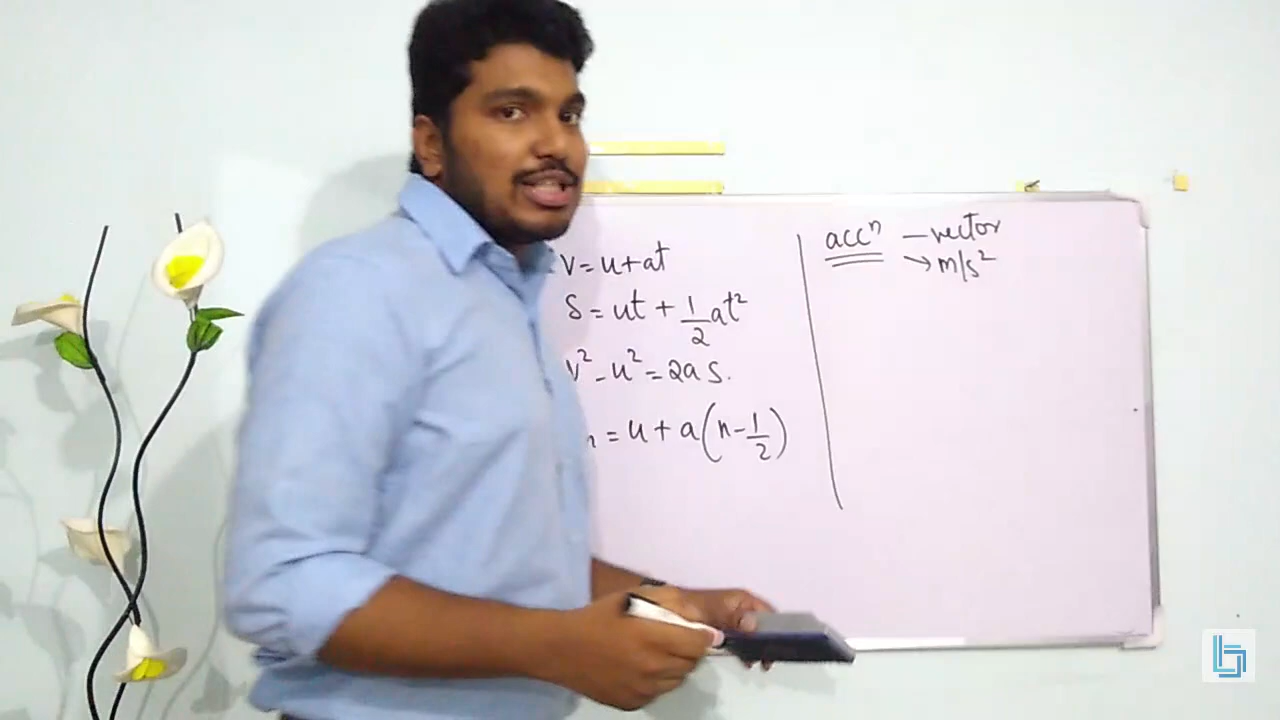 v = u + at
S = ut + 1/2 at²
v² - u² = 2as.
n = u + a(n - 1/2)
accⁿ — vector
→ m/s²